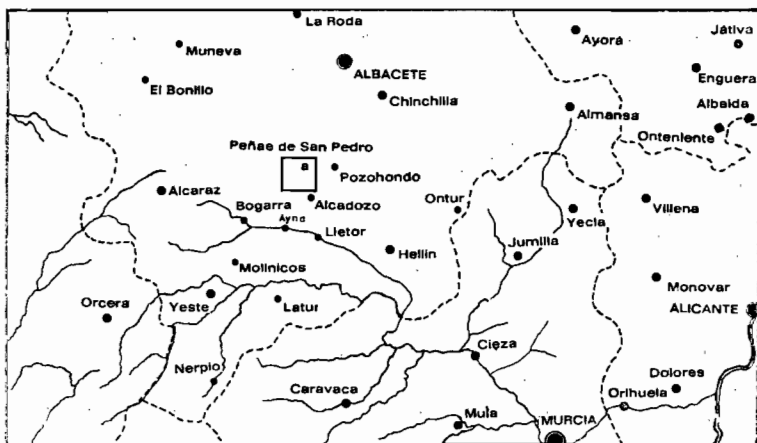 La Roda
Muneva
Ayorá
Játiva
ALBACETE
El Bonillo
Enguera
Chinchilla
Almansa
Albaida
Onteniente
Peñas de San Pedro
a
Pozohondo
Alcaraz
Alcadozo
Bogarra
Ontur
Yecla
Villena
Ayna
Lietor
Hellin
Jumilla
Molinicos
Monovar
Orcera
Yeste
Latur
ALICANTE
Cieza
Nerpio
Dolores
Caravaca
Orihuela
Mula
MURCIA